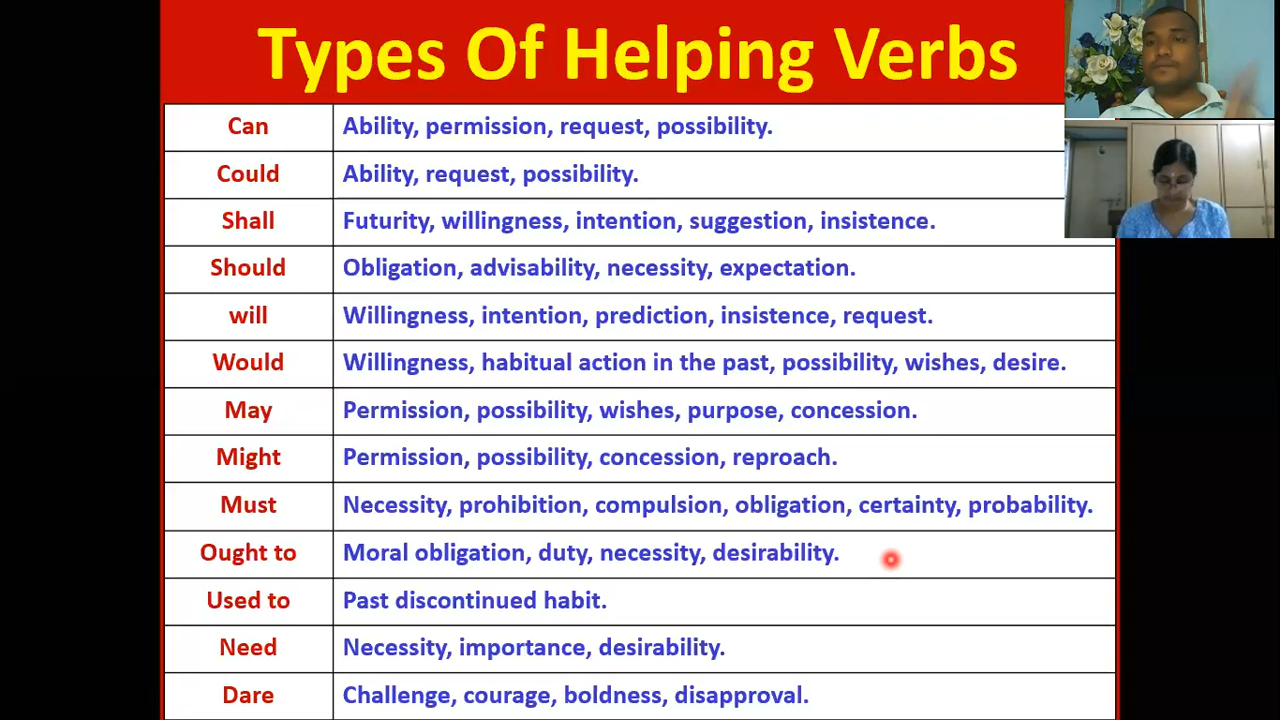 Types Of Helping Verbs
Can Ability, permission, request, possibility.
Could Ability, request, possibility.
Shall Futurity, willingness, intention, suggestion, insistence.
Should Obligation, advisability, necessity, expectation.
will Willingness, intention, prediction, insistence, request.
Would Willingness, habitual action in the past, possibility, wishes, desire.
May Permission, possibility, wishes, purpose, concession.
Might Permission, possibility, concession, reproach.
Must Necessity, prohibition, compulsion, obligation, certainty, probability.
Ought to Moral obligation, duty, necessity, desirability.
Used to Past discontinued habit.
Need Necessity, importance, desirability.
Dare Challenge, courage, boldness, disapproval.